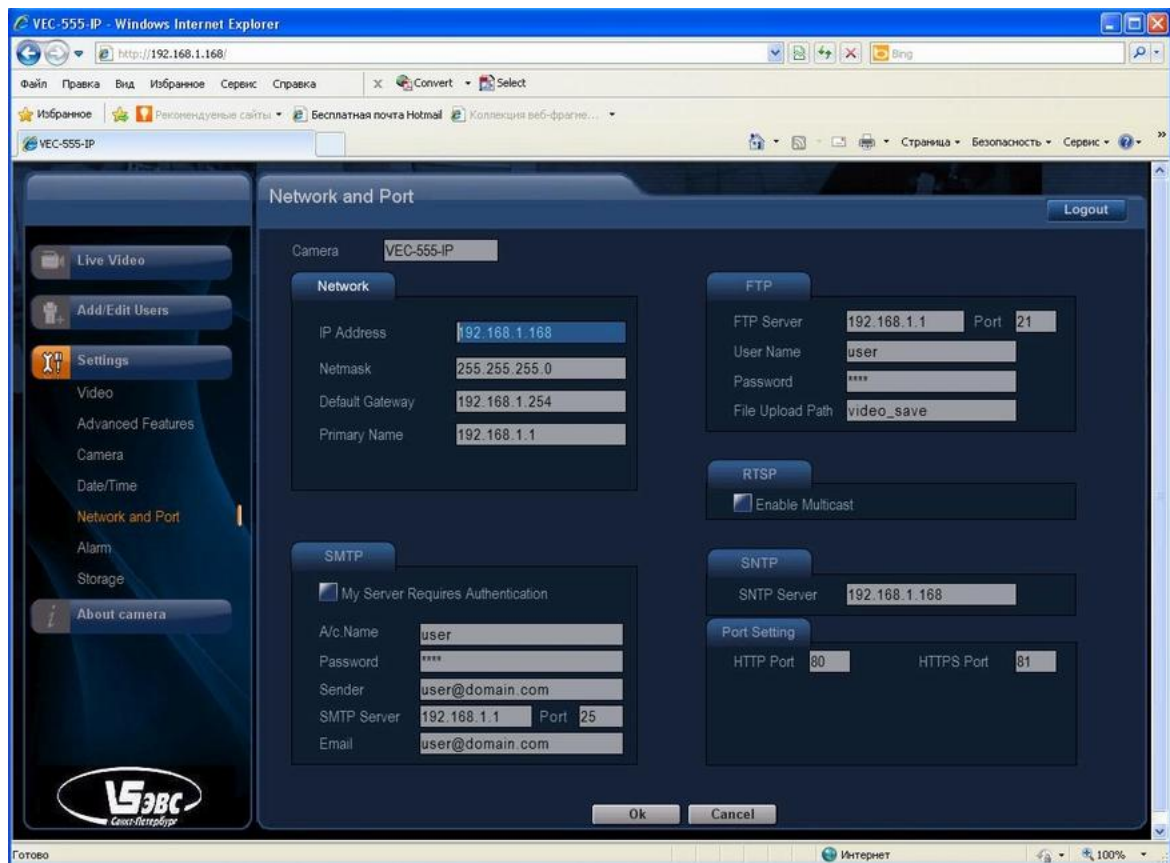 VEC-555-IP - Windows Internet Explorer
http://192.168.1.168/
Bing
Файл Правка Вид Избранное Сервис Справка
x Convert Select
Избранное Рекомендуемые сайты Бесплатная почта Hotmail Коллекция веб-фрагме...
VEC-555-IP
Страница Безопасность Сервис »
Network and Port
Logout
Live Video
Add/Edit Users
Settings
Video
Advanced Features
Camera
Date/Time
Network and Port
Alarm
Storage
About camera
ЭВС
Санкт-Петербург
Camera VEC-555-IP
Network
IP Address 192.168.1.168
Netmask 255.255.255.0
Default Gateway 192.168.1.254
Primary Name 192.168.1.1
SMTP
My Server Requires Authentication
A/c.Name user
Password ****
Sender user@domain.com
SMTP Server 192.168.1.1 Port 25
Email user@domain.com
FTP
FTP Server 192.168.1.1 Port 21
User Name user
Password ****
File Upload Path video_save
RTSP
Enable Multicast
SNTP
SNTP Server 192.168.1.168
Port Setting
HTTP Port 80 HTTPS Port 81
Ok Cancel
Готово
Интернет
100%